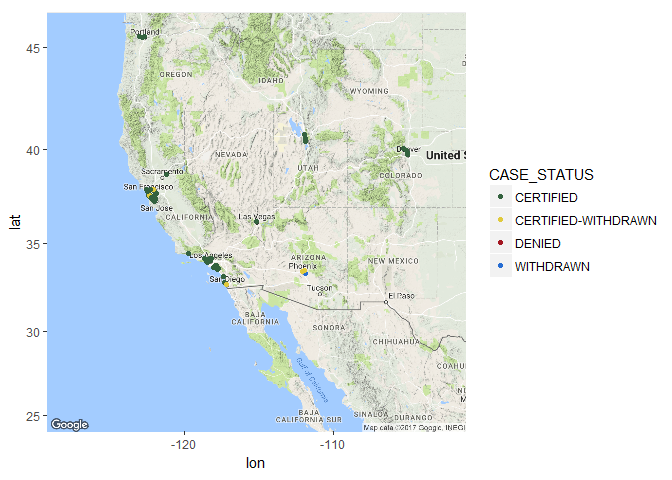 45
40
35
30
25
lat
-120
-110
lon
Portland
OREGON
IDAHO
WYOMING
NEVADA
UTAH
Denver
United S
COLORADO
Sacramento
San Francisco
San Jose
CALIFORNIA
Las Vegas
Los Angeles
ARIZONA
Phoenix
NEW MEXICO
San Diego
Tucson
El Paso
BAJA
CALIFORNIA
SONORA
CHIHUAHUA
COAHU
Gulf of California
NUEVO
BAJA
CALIFORNIA SUR
SINALOA
DURANGO
Google
Map data ©2017 Google, INEGI
CASE_STATUS
CERTIFIED
CERTIFIED-WITHDRAWN
DENIED
WITHDRAWN